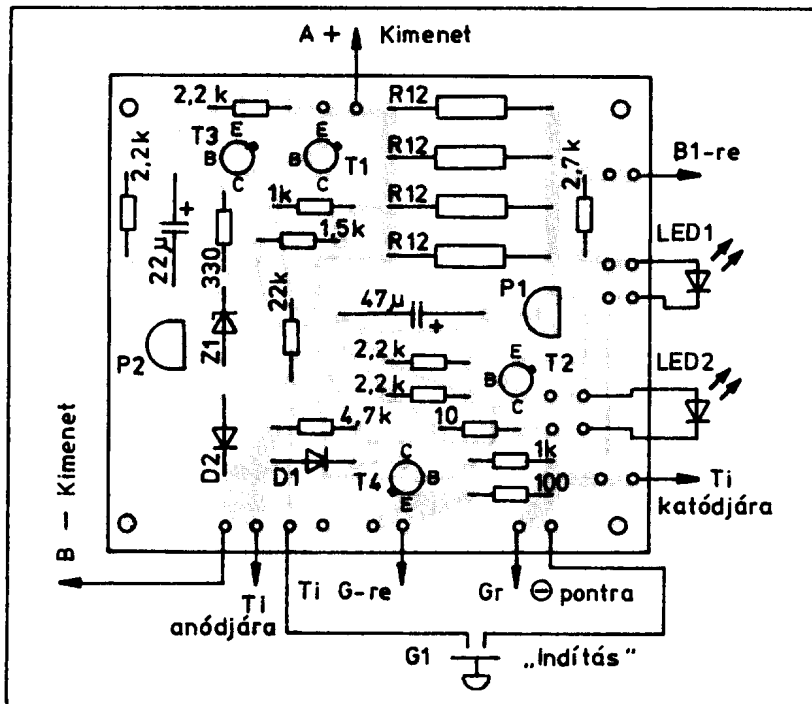 A + Kimenet
2,2 k
R12
T3
E
B
C
E
B
C
T1
R12
2,2k
2,7k
B1-re
1k
R12
1,5k
LED1
22µ
+
330
R12
22k
47µ
+
P1
Z1
P2
2,2k
E
B
C
T2
LED2
2,2k
4,7k
10
D2
D1
T4
C
B
E
1k
100
Ti
katódjára
B – Kimenet
Ti
anódjára
Ti G-re
Gr ⊖ pontra
G1
„Indítás”